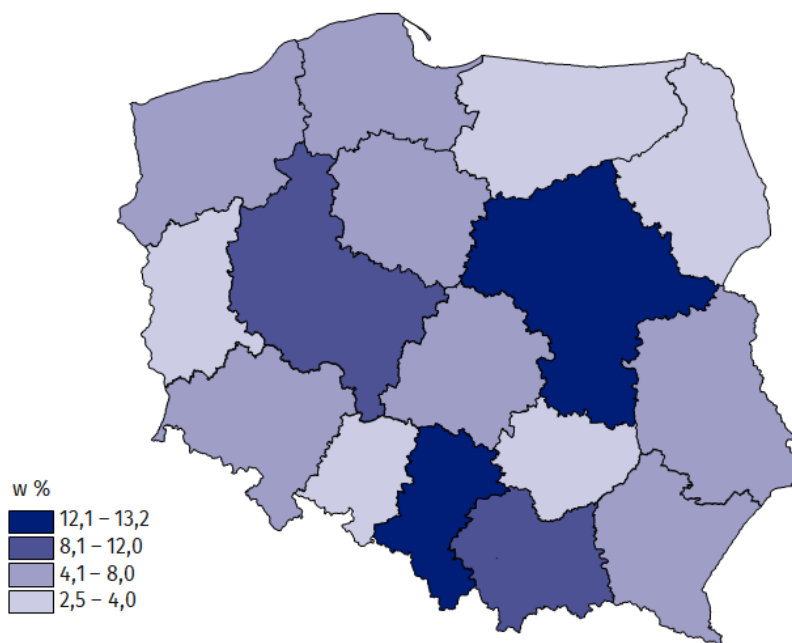 w %
12,1 – 13,2
8,1 – 12,0
4,1 – 8,0
2,5 – 4,0